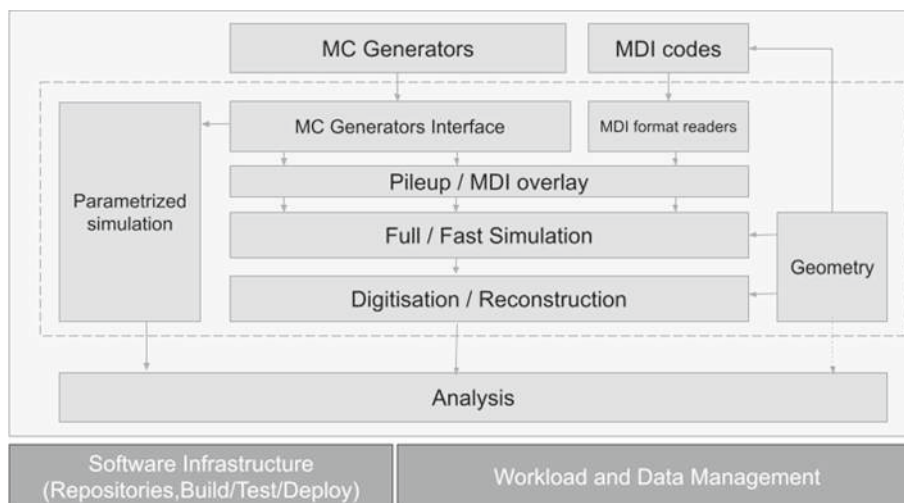 MC Generators
MDI codes
MC Generators Interface
MDI format readers
Pileup / MDI overlay
Parametrized
simulation
Full / Fast Simulation
Geometry
Digitisation / Reconstruction
Analysis
Software Infrastructure
(Repositories,Build/Test/Deploy)
Workload and Data Management